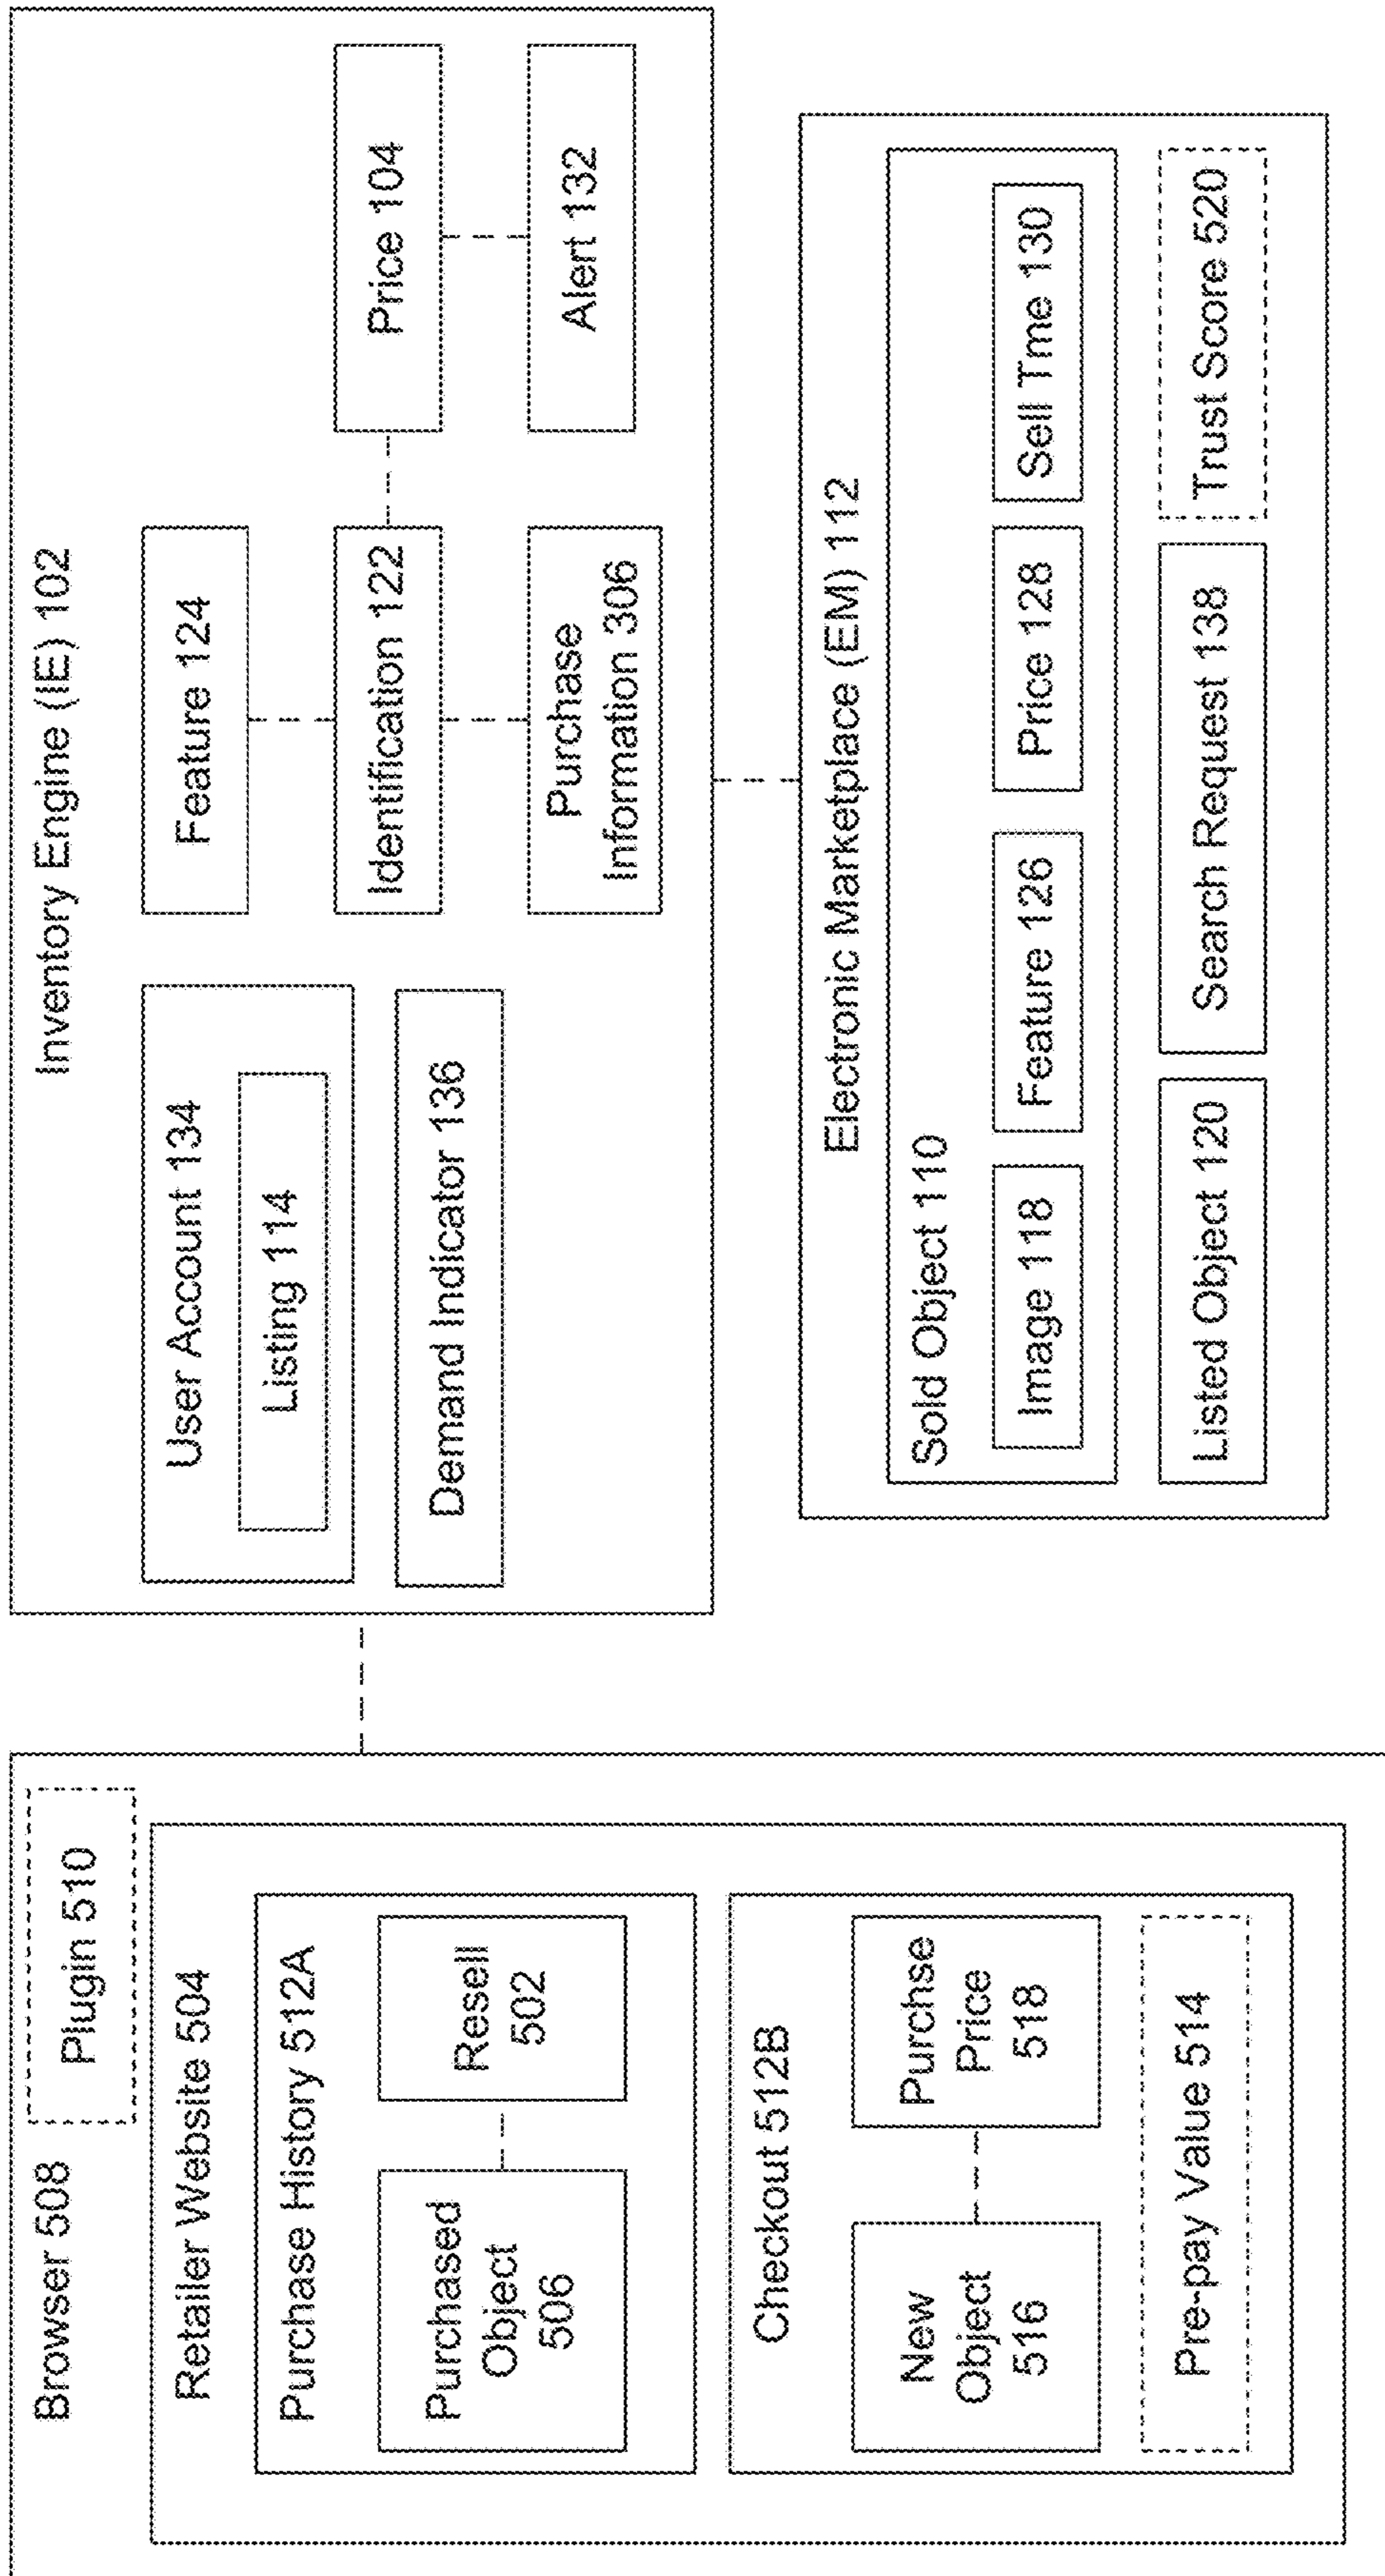 Browser 508
Plugin 510
Retailer Website 504
Purchase History 512A
Purchased
Object
506
Resell
502
Checkout 512B
New
Object
516
Purchse
Price
518
Pre-pay Value 514
Inventory Engine (IE) 102
User Account 134
Listing 114
Demand Indicator 136
Feature 124
Identification 122
Purchase
Information 306
Price 104
Alert 132
Electronic Marketplace (EM) 112
Sold Object 110
Image 118
Feature 126
Price 128
Sell Tme 130
Listed Object 120
Search Request 138
Trust Score 520